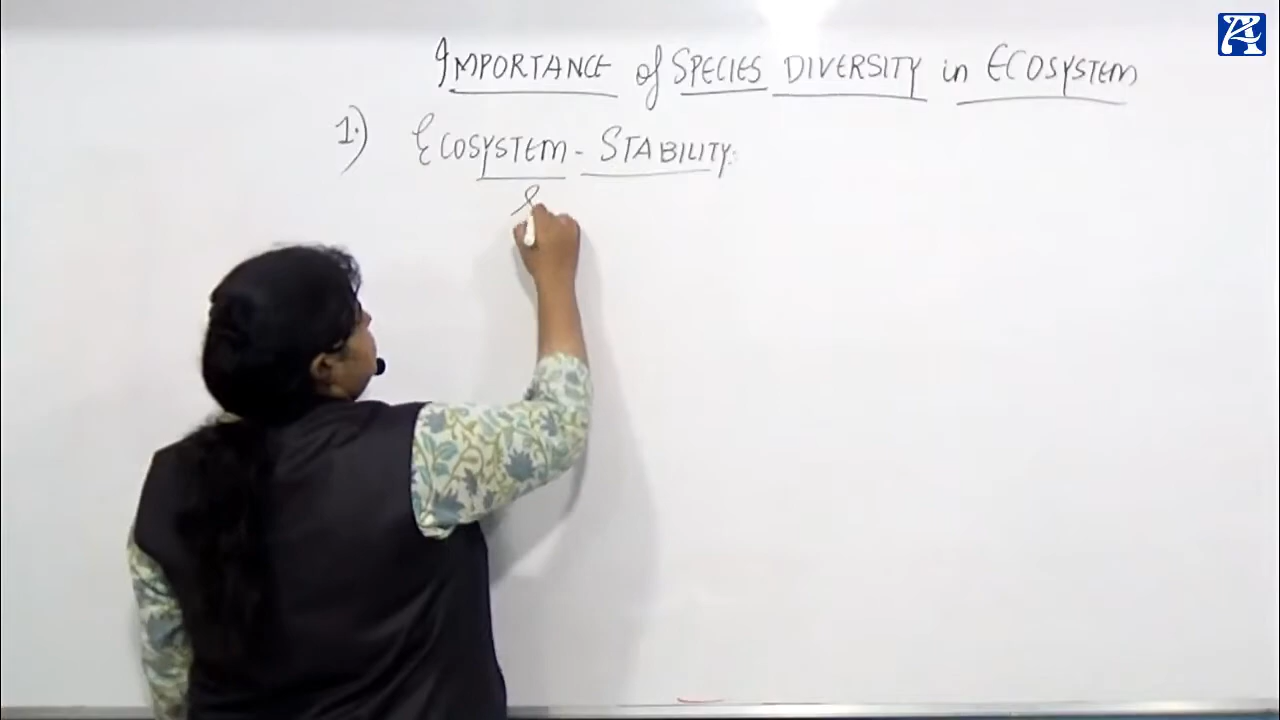 IMPORTANCE of SPECIES DIVERSITY in ECOSYSTEM
1.) ECOSYSTEM - STABILITY: